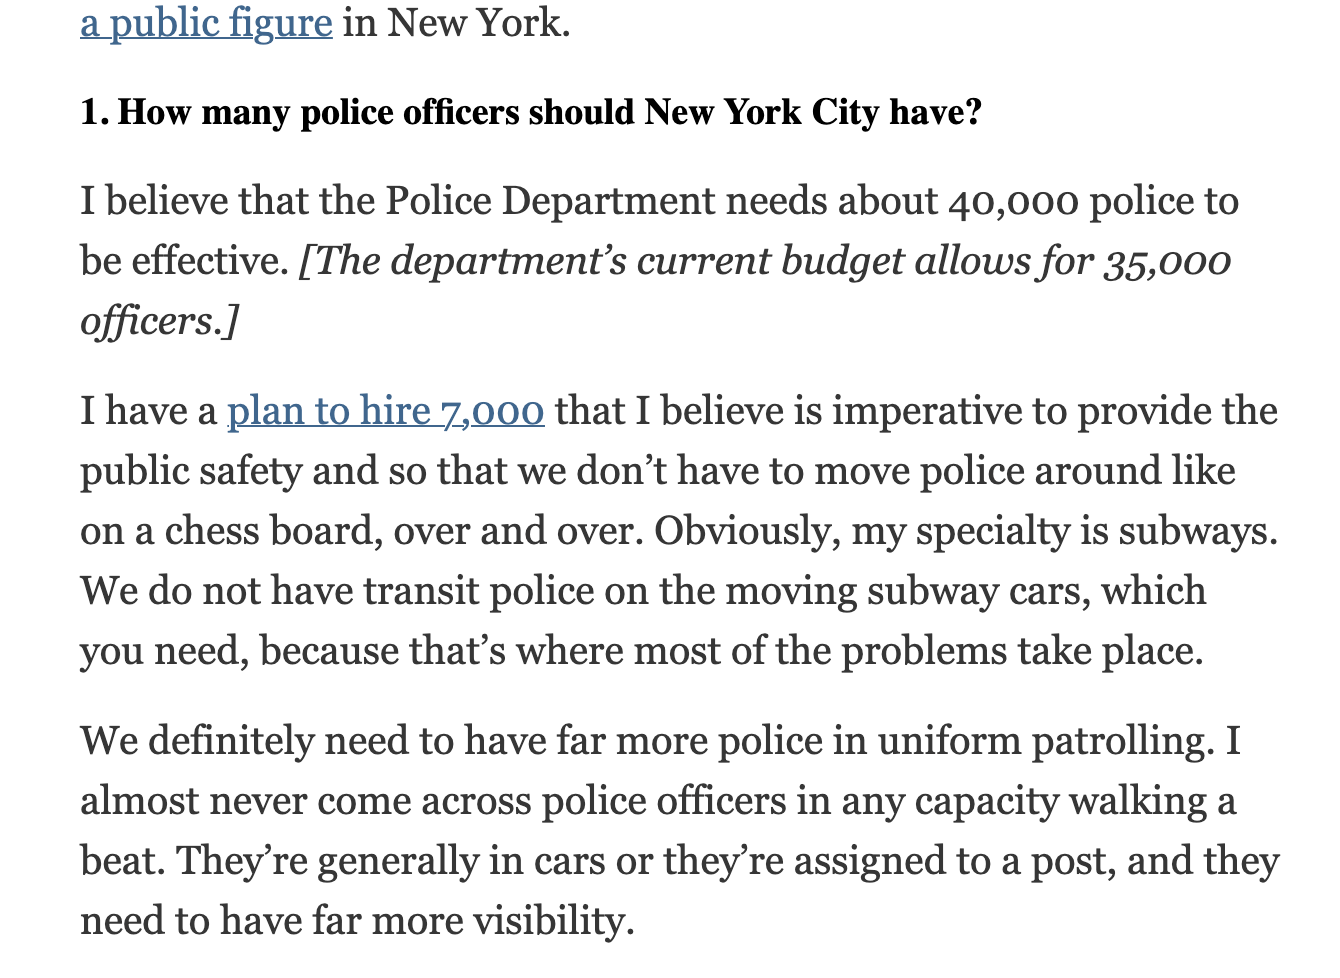 a public figure in New York.
1. How many police officers should New York City have?
I believe that the Police Department needs about 40,000 police to
be effective. [The department’s current budget allows for 35,000
officers.]
I have a plan to hire 7,000 that I believe is imperative to provide the
public safety and so that we don’t have to move police around like
on a chess board, over and over. Obviously, my specialty is subways.
We do not have transit police on the moving subway cars, which
you need, because that’s where most of the problems take place.
We definitely need to have far more police in uniform patrolling. I
almost never come across police officers in any capacity walking a
beat. They’re generally in cars or they’re assigned to a post, and they
need to have far more visibility.